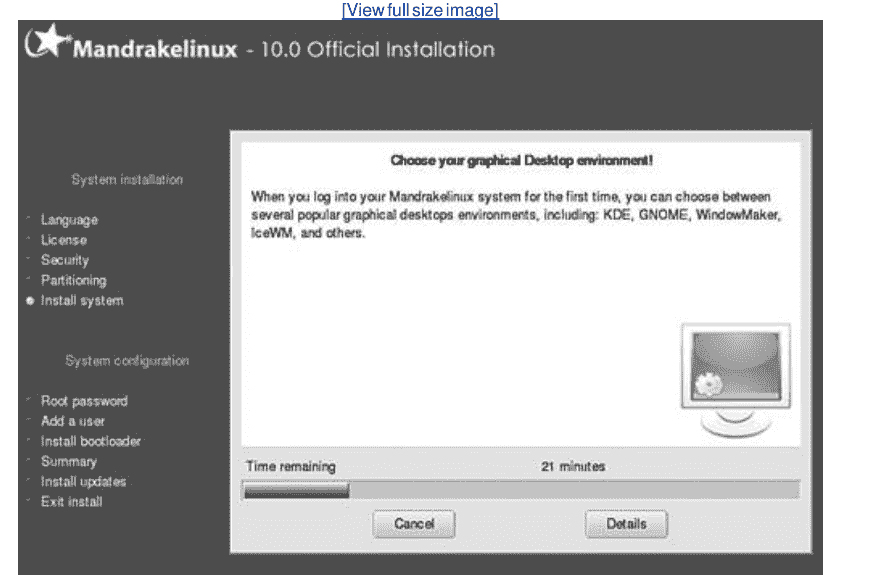 [View full size image]
Mandrakelinux - 10.0 Official Installation
System installation
Language
License
Security
Partitioning
Install system
System configuration
Root password
Add a user
Install bootloader
Summary
Install updates
Exit install
Choose your graphical Desktop environment!
When you log into your Mandrakelinux system for the first time, you can choose between
several popular graphical desktops environments, including: KDE, GNOME, WindowMaker,
IceWM, and others.
Time remaining 21 minutes
Cancel Details